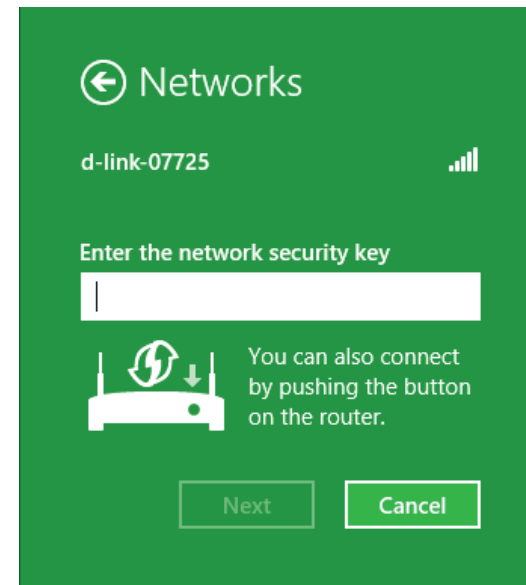 Networks
d-link-07725
Enter the network security key
You can also connect
by pushing the button
on the router.
Next
Cancel